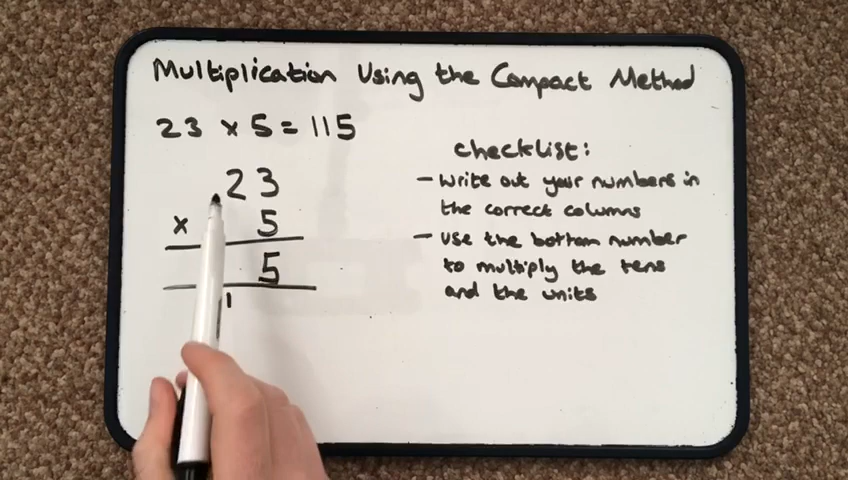 Multiplication Using the Compact Method
23 x 5 = 115
23
x 5
5
1
Checklist:
- Write out your numbers in
the correct columns
- Use the bottom number
to multiply the tens
and the units